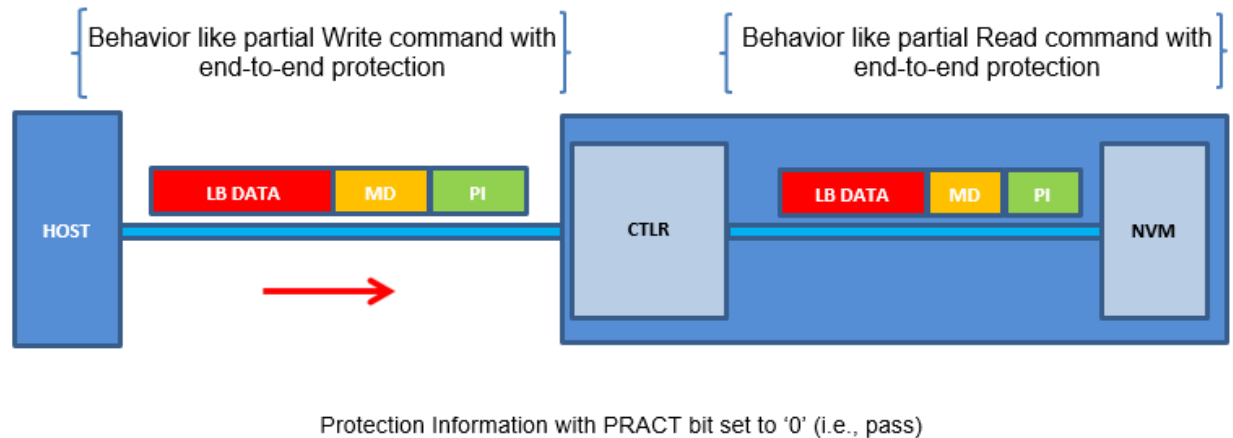 Behavior like partial Write command with
end-to-end protection
Behavior like partial Read command with
end-to-end protection
LB DATA MD PI
LB DATA MD PI
HOST
CTLR
NVM
Protection Information with PRACT bit set to ‘0’ (i.e., pass)